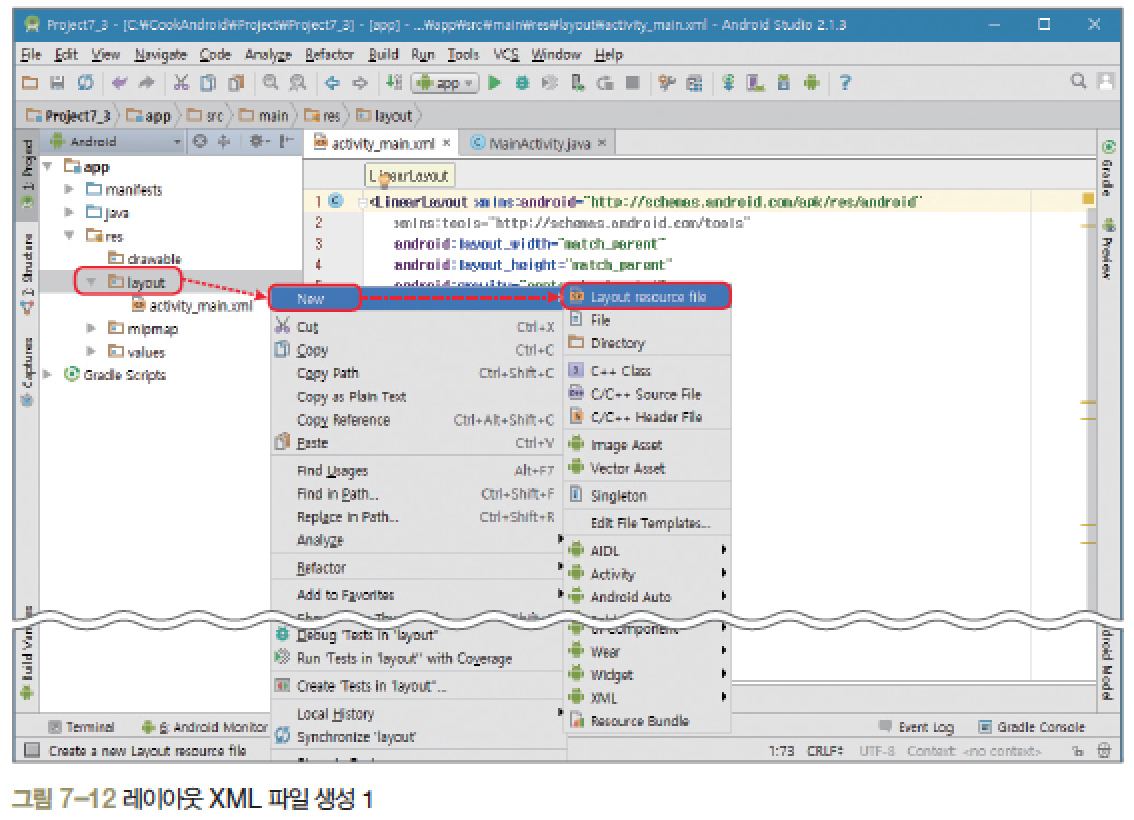 Project7_3 - [C:₩CookAndroid₩Project₩Project7_3] - [app] - ...₩app₩src₩main₩res₩layout₩activity_main.xml - Android Studio 2.1.3
File Edit View Navigate Code Analyze Refactor Build Run Tools VCS Window Help
app
Project7_3 app src main res layout
1: Project
Android
activity_main.xml × MainActivity.java ×
Gradle
app
manifests
java
res
drawable
layout
activity_main.xml
mipmap
values
Gradle Scripts
LinearLayout
1 <LinearLayout xmlns:android="http://schemas.android.com/apk/res/android"
2 xmlns:tools="http://schemas.android.com/tools"
3 android:layout_width="match_parent"
4 android:layout_height="match_parent"
Preview
Structure
Captures
New
Cut Ctrl+X
Copy Ctrl+C
Copy Path Ctrl+Shift+C
Copy as Plain Text
Copy Reference Ctrl+Alt+Shift+C
Paste Ctrl+V
Find Usages Alt+F7
Find in Path... Ctrl+Shift+F
Replace in Path... Ctrl+Shift+R
Analyze
Refactor
Add to Favorites
Debug 'Tests in 'layout''
Run 'Tests in 'layout'' with Coverage
Create 'Tests in 'layout''...
Local History
Synchronize 'layout'
Layout resource file
File
Directory
C++ Class
C/C++ Source File
C/C++ Header File
Image Asset
Vector Asset
Singleton
Edit File Templates...
AIDL
Activity
Android Auto
UI Component
Wear
Widget
XML
Resource Bundle
Build
Model
Terminal 6: Android Monitor Event Log Gradle Console
Create a new Layout resource file 1:73 CRLF UTF-8 Context: <no context>
그림 7-12 레이아웃 XML 파일 생성 1